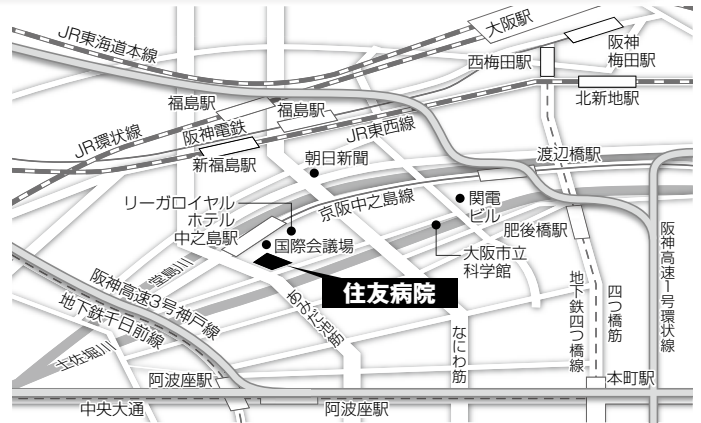 JR東海道本線
大阪駅
阪神
梅田駅
西梅田駅
北新地駅
福島駅
福島駅
JR環状線
阪神電鉄
JR東西線
新福島駅
朝日新聞
渡辺橋駅
リーガロイヤル
ホテル
京阪中之島線
関電
ビル
中之島駅
国際会議場
肥後橋駅
大阪市立
科学館
堂島川
住友病院
阪神高速1号環状線
阪神高速3号神戸線
地下鉄千日前線
あみだ池筋
地下鉄四つ橋線
四つ橋筋
なにわ筋
土佐堀川
阿波座駅
本町駅
中央大通
阿波座駅